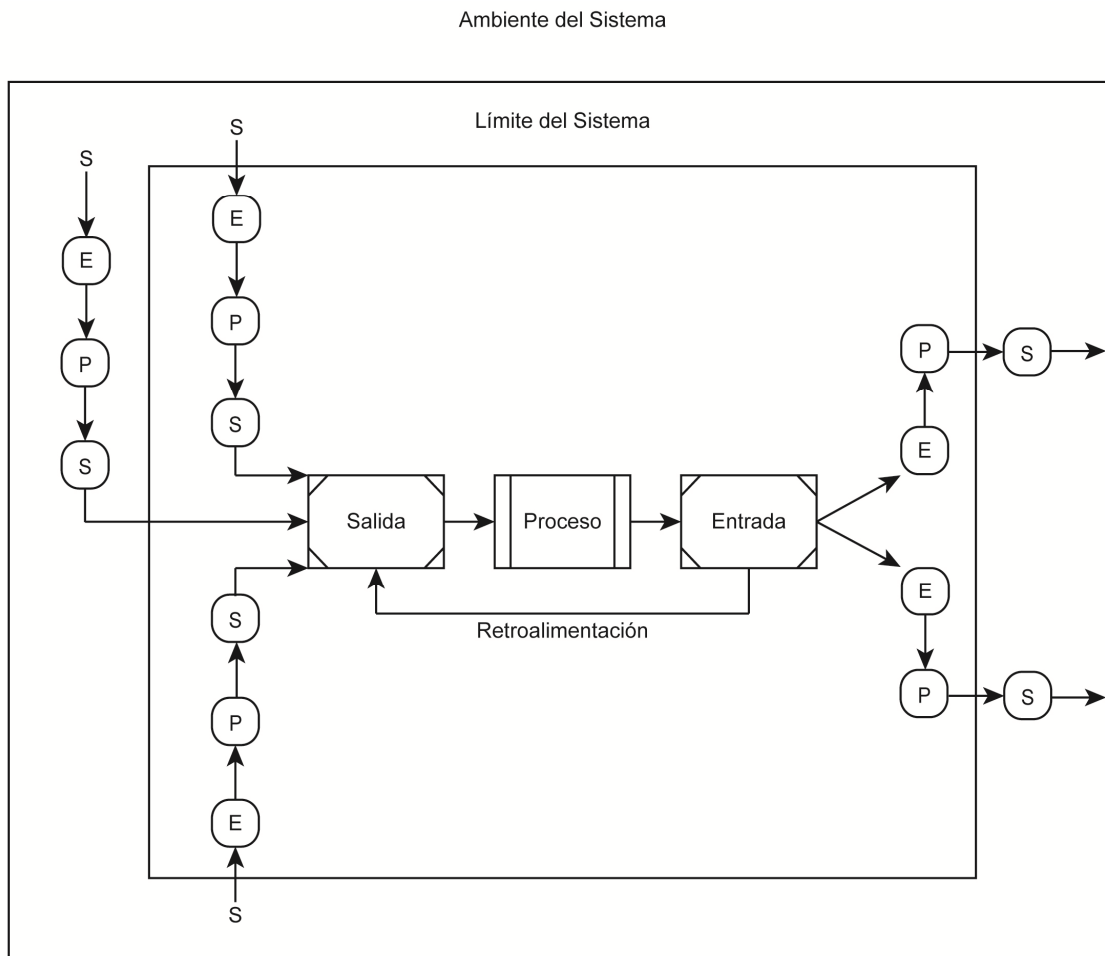 Ambiente del Sistema
Límite del Sistema
S
S
E
E
P
P
S
S
P
S
E
Salida
Proceso
Entrada
Retroalimentación
E
S
P
S
P
E
S